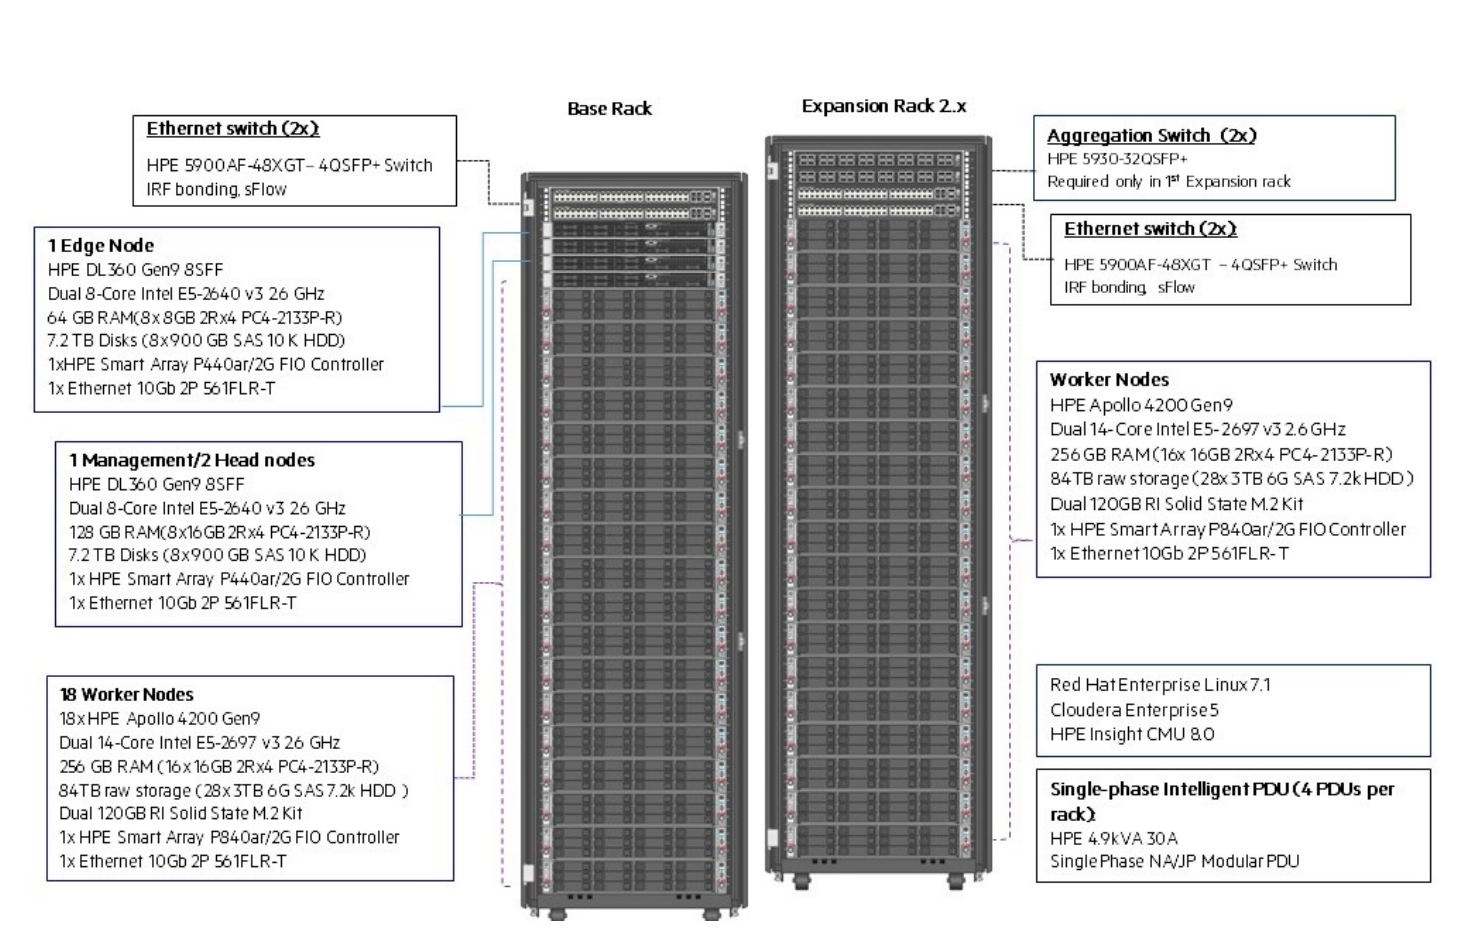 Base Rack
Expansion Rack 2..x
Ethernet switch (2x):
HPE 5900AF-48XGT– 4QSFP+ Switch
IRF bonding, sFlow
1 Edge Node
HPE DL360 Gen9 8SFF
Dual 8-Core Intel E5-2640 v3 26 GHz
64 GB RAM(8x 8GB 2Rx4 PC4-2133P-R)
7.2 TB Disks (8x900 GB SAS 10 K HDD)
1xHPE Smart Array P440ar/2G FIO Controller
1x Ethernet 10Gb 2P 561FLR-T
1 Management/2 Head nodes
HPE DL360 Gen9 8SFF
Dual 8-Core Intel E5-2640 v3 26 GHz
128 GB RAM(8x16GB 2Rx4 PC4-2133P-R)
7.2 TB Disks (8x900 GB SAS 10 K HDD)
1x HPE Smart Array P440ar/2G FIO Controller
1x Ethernet 10Gb 2P 561FLR-T
18 Worker Nodes
18x HPE Apollo 4200 Gen9
Dual 14-Core Intel E5-2697 v3 26 GHz
256 GB RAM (16x16GB 2Rx4 PC4-2133P-R)
84TB raw storage (28x3TB 6G SAS 7.2k HDD )
Dual 120GB RI Solid State M.2 Kit
1x HPE Smart Array P840ar/2G FIO Controller
1x Ethernet 10Gb 2P 561FLR-T
Aggregation Switch (2x)
HPE 5930-32QSFP+
Required only in 1st Expansion rack
Ethernet switch (2x):
HPE 5900AF-48XGT – 4QSFP+ Switch
IRF bonding, sFlow
Worker Nodes
HPE Apollo 4200 Gen9
Dual 14-Core Intel E5-2697 v3 2.6 GHz
256 GB RAM (16x 16GB 2Rx4 PC4-2133P-R)
84TB raw storage (28x 3TB 6G SAS 7.2k HDD )
Dual 120GB RI Solid State M.2 Kit
1x HPE Smart Array P840ar/2G FIO Controller
1x Ethernet 10Gb 2P 561FLR-T
Red Hat Enterprise Linux 7.1
Cloudera Enterprise 5
HPE Insight CMU 8.0
Single-phase Intelligent PDU (4 PDUs per
rack):
HPE 4.9kVA 30A
Single Phase NA/JP Modular PDU